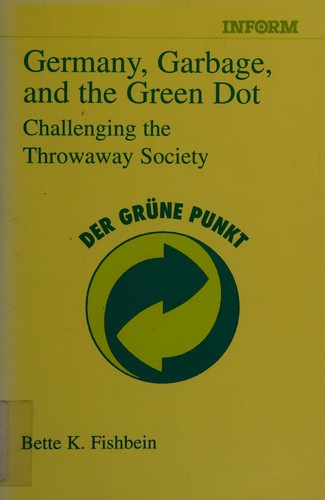 INFORM
Germany, Garbage,
and the Green Dot
Challenging the
Throwaway Society
DER GRÜNE PUNKT
Bette K. Fishbein